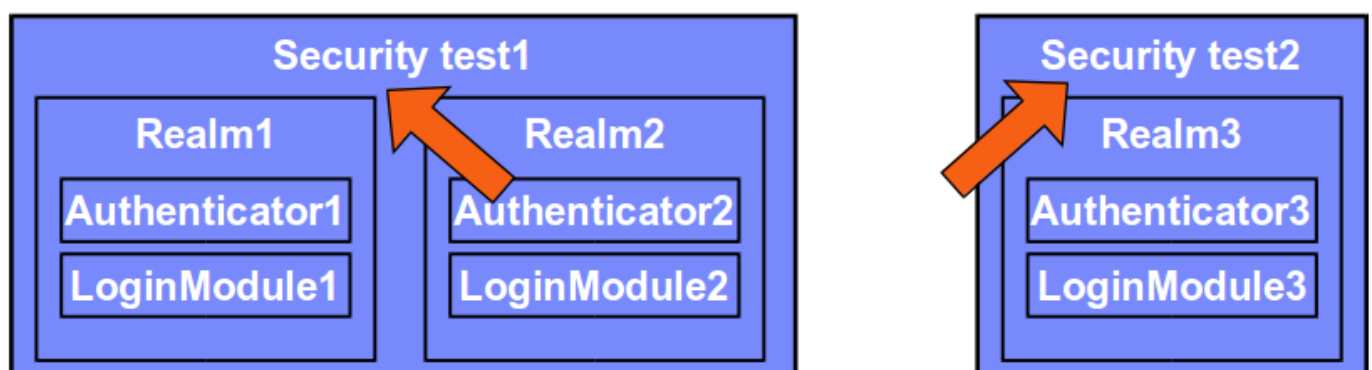 Security test1
Realm1
Authenticator1
LoginModule1
Realm2
Authenticator2
LoginModule2
Security test2
Realm3
Authenticator3
LoginModule3